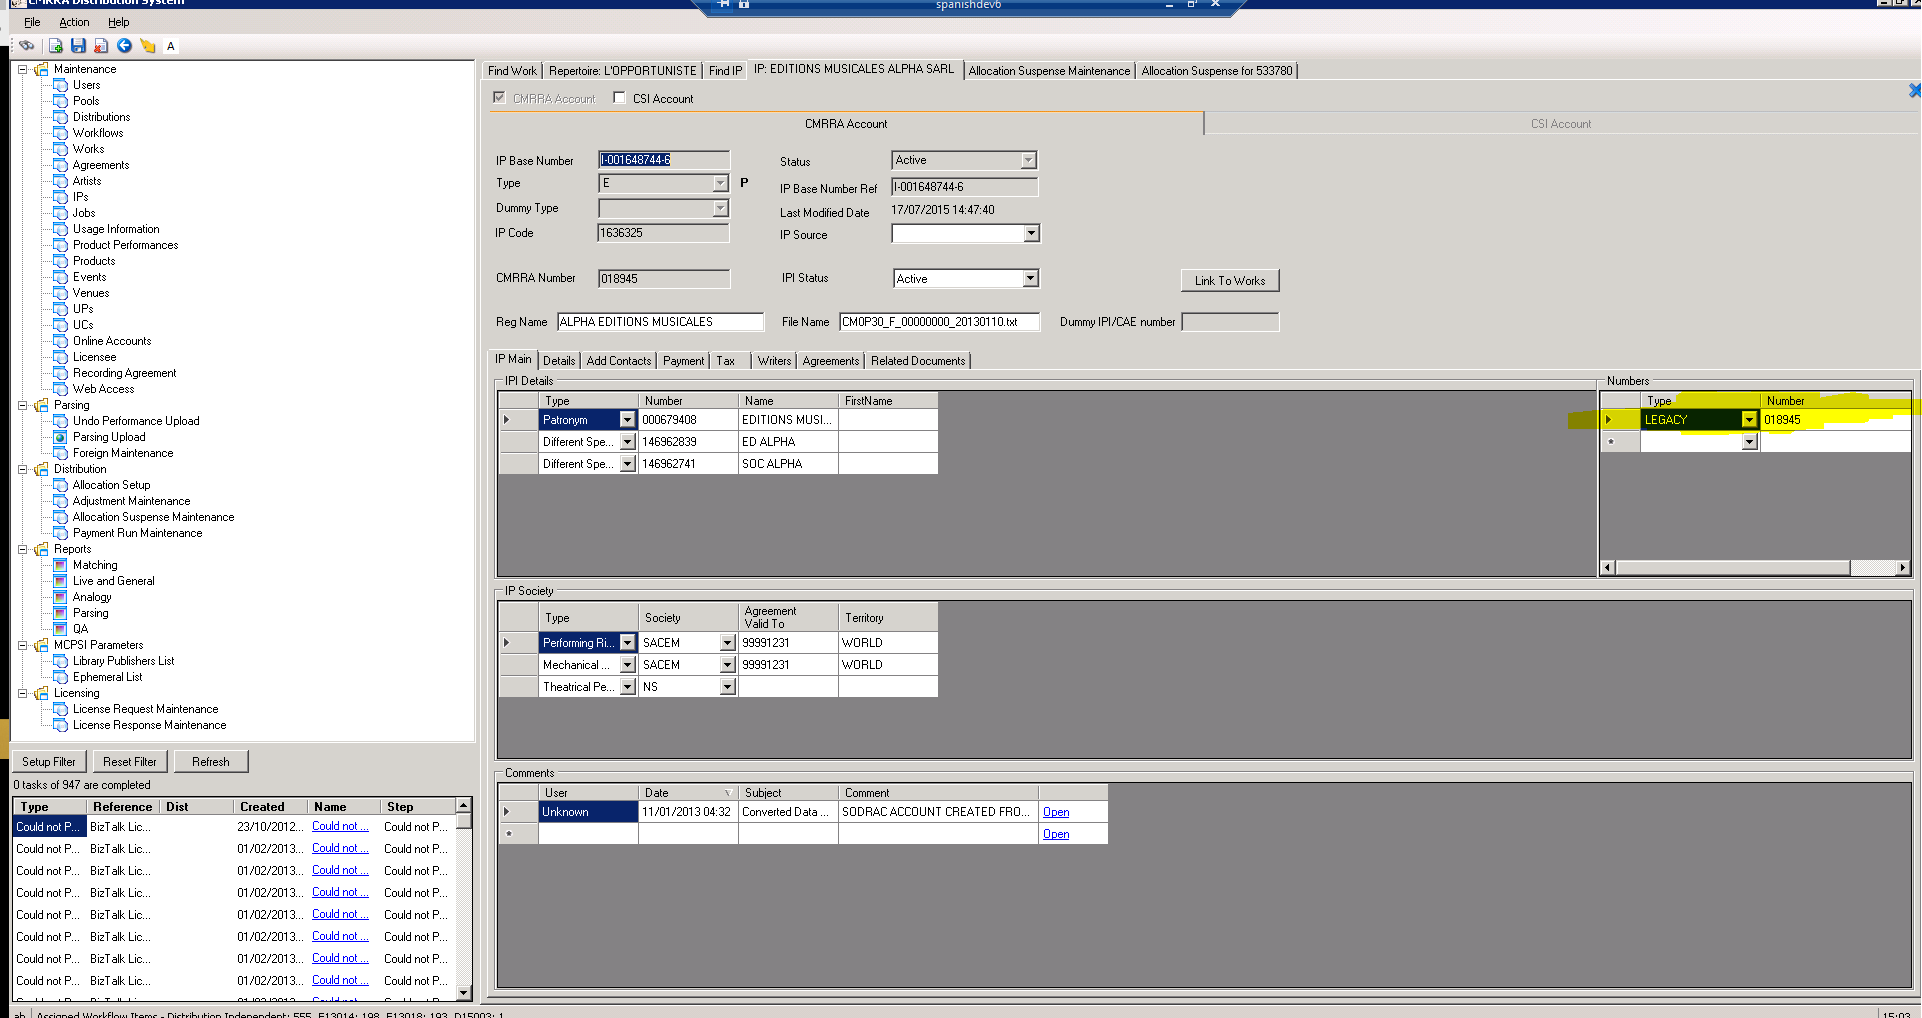 CMRRA Distribution System
spanishdev6
File Action Help
A
Maintenance
Users
Pools
Distributions
Workflows
Works
Agreements
Artists
IPs
Jobs
Usage Information
Product Performances
Products
Events
Venues
UPs
UCs
Online Accounts
Licensee
Recording Agreement
Web Access
Parsing
Undo Performance Upload
Parsing Upload
Foreign Maintenance
Distribution
Allocation Setup
Adjustment Maintenance
Allocation Suspense Maintenance
Payment Run Maintenance
Reports
Matching
Live and General
Analogy
Parsing
QA
MCPSI Parameters
Library Publishers List
Ephemeral List
Licensing
License Request Maintenance
License Response Maintenance
Setup Filter Reset Filter Refresh
0 tasks of 947 are completed
Type Reference Dist Created Name Step
Could not P... BizTalk Lic... 23/10/2012... Could not ... Could not P...
Could not P... BizTalk Lic... 01/02/2013... Could not ... Could not P...
Could not P... BizTalk Lic... 01/02/2013... Could not ... Could not P...
Could not P... BizTalk Lic... 01/02/2013... Could not ... Could not P...
Could not P... BizTalk Lic... 01/02/2013... Could not ... Could not P...
Could not P... BizTalk Lic... 01/02/2013... Could not ... Could not P...
Could not P... BizTalk Lic... 01/02/2013... Could not ... Could not P...
Could not P... BizTalk Lic... 01/02/2013... Could not ... Could not P...
Find Work Repertoire: L'OPPORTUNISTE Find IP IP: EDITIONS MUSICALES ALPHA SARL Allocation Suspense Maintenance Allocation Suspense for 533780
CMRRA Account CSI Account
CMRRA Account CSI Account
IP Base Number I-001648744-6 Status Active
Type E P IP Base Number Ref I-001648744-6
Dummy Type Last Modified Date 17/07/2015 14:47:40
IP Code 1636325 IP Source
CMRRA Number 018945 IPI Status Active Link To Works
Reg Name ALPHA EDITIONS MUSICALES File Name CM0P30_F_00000000_20130110.txt Dummy IPI/CAE number
IP Main Details Add Contacts Payment Tax Writers Agreements Related Documents
IPI Details
Type Number Name FirstName
Patronym 000679408 EDITIONS MUSI...
Different Spe... 146962839 ED ALPHA
Different Spe... 146962741 SOC ALPHA
Numbers
Type Number
LEGACY 018945
IP Society
Type Society Agreement Valid To Territory
Performing Ri... SACEM 99991231 WORLD
Mechanical ... SACEM 99991231 WORLD
Theatrical Pe... NS
Comments
User Date Subject Comment
Unknown 11/01/2013 04:32 Converted Data ... SODRAC ACCOUNT CREATED FRO... Open
Open
ab Assigned Workflow Items - Distribution Independent: 555, E13014: 198, E13018: 193, D15003: 1
15:03